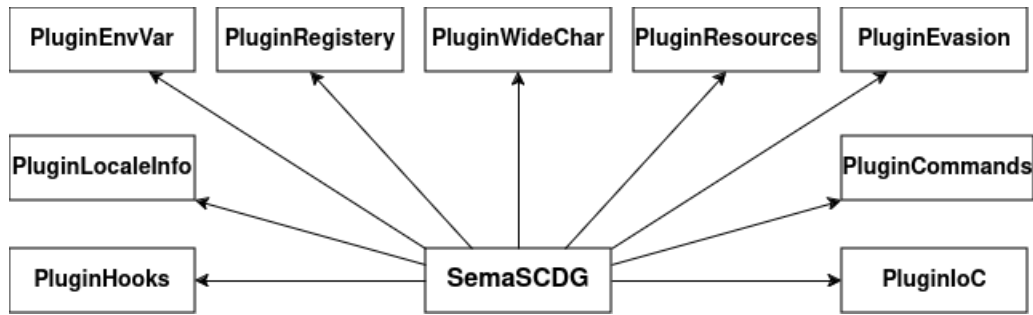 PluginEnvVar
PluginRegistery
PluginWideChar
PluginResources
PluginEvasion
PluginLocaleInfo
PluginCommands
PluginHooks
SemaSCDG
PluginIoC